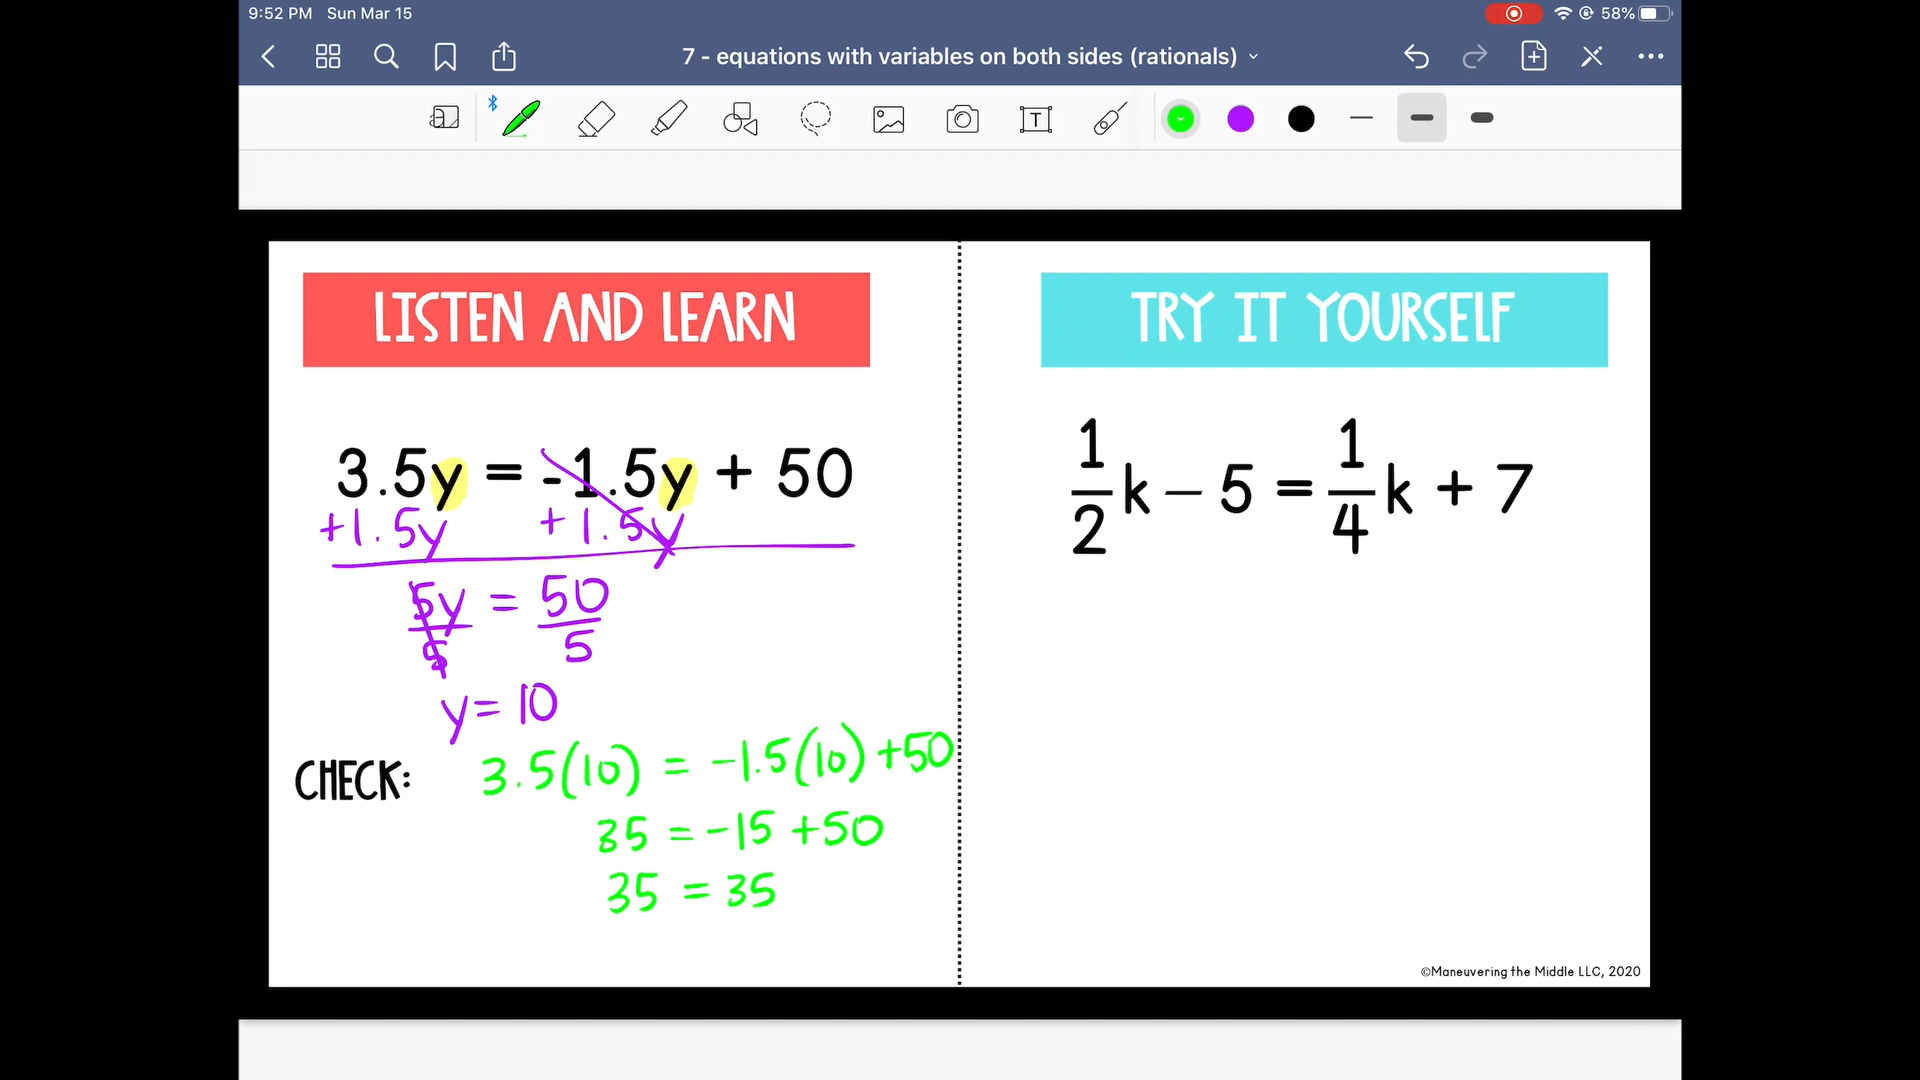 9:52 PM Sun Mar 15
58%
7 - equations with variables on both sides (rationals)
T
LISTEN AND LEARN
3.5y = -1.5y + 50
+1.5y +1.5y
5y = 50
5 5
y = 10
CHECK: 3.5(10) = -1.5(10) +50
35 = -15 +50
35 = 35
TRY IT YOURSELF
1/2 k – 5 = 1/4 k + 7
©Maneuvering the Middle LLC, 2020